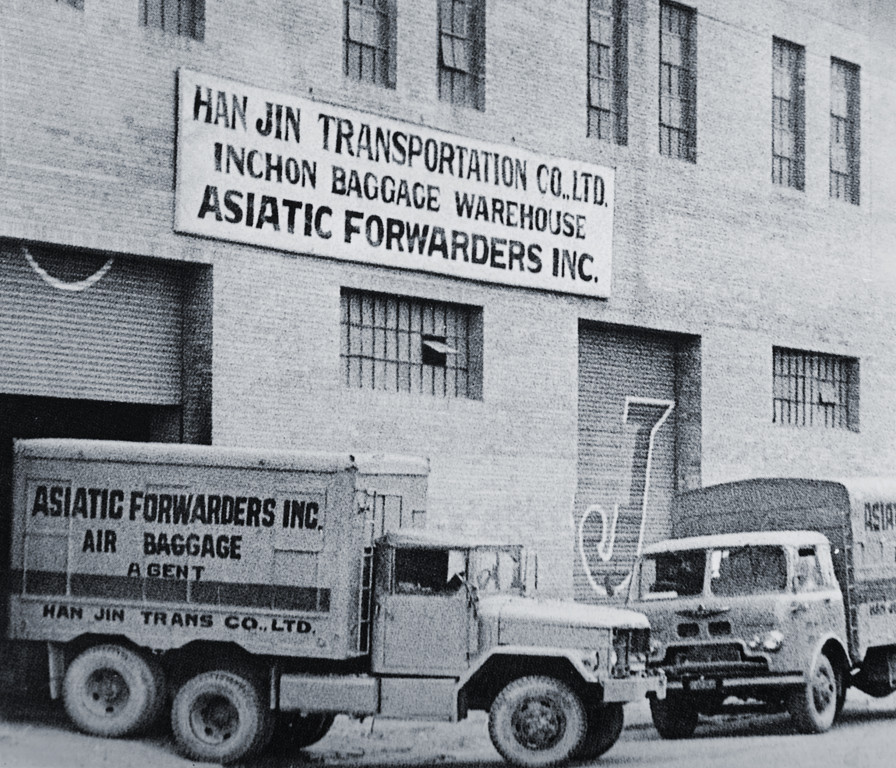 HAN JIN TRANSPORTATION CO.,LTD.
INCHON BAGGAGE WAREHOUSE
ASIATIC FORWARDERS INC.
J
ASIATIC FORWARDERS INC.
AIR BAGGAGE
AGENT
HAN JIN TRANS CO.,LTD.